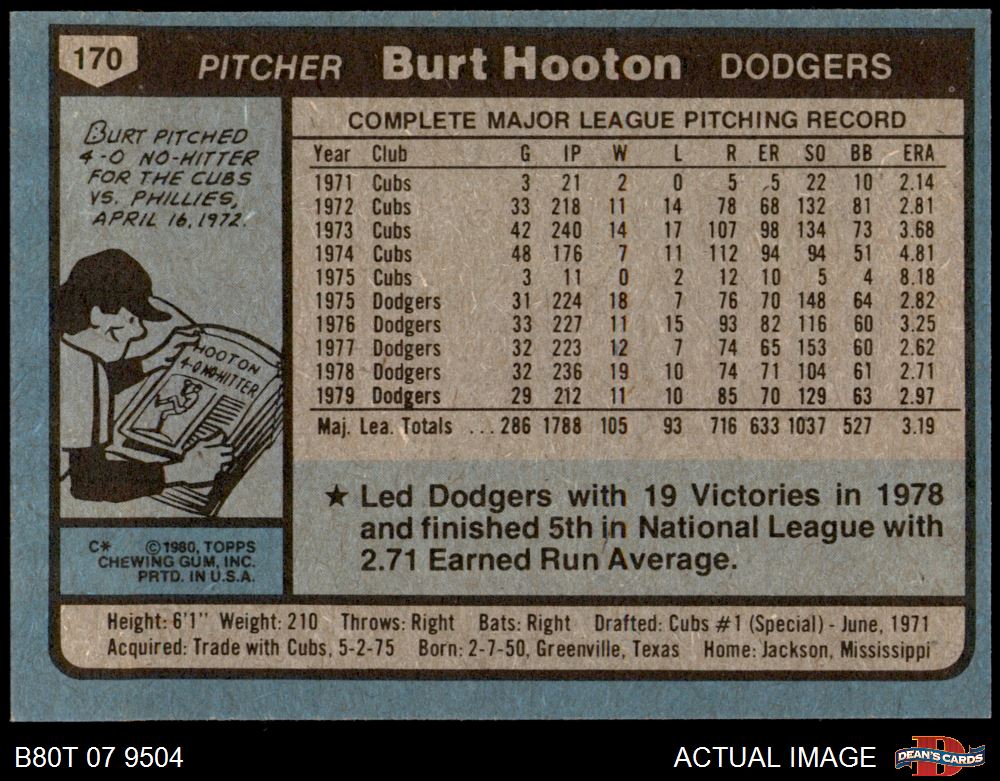 170 PITCHER Burt Hooton DODGERS
BURT PITCHED
4-0 NO-HITTER
FOR THE CUBS
VS. PHILLIES,
APRIL 16, 1972.
HOOTON
4-0 NO-HITTER
C* ©1980, TOPPS
CHEWING GUM, INC.
PRTD. IN U.S.A.
COMPLETE MAJOR LEAGUE PITCHING RECORD
Year Club G IP W L R ER SO BB ERA
1971 Cubs 3 21 2 0 5 5 22 10 2.14
1972 Cubs 33 218 11 14 78 68 132 81 2.81
1973 Cubs 42 240 14 17 107 98 134 73 3.68
1974 Cubs 48 176 7 11 112 94 94 51 4.81
1975 Cubs 3 11 0 2 12 10 5 4 8.18
1975 Dodgers 31 224 18 7 76 70 148 64 2.82
1976 Dodgers 33 227 11 15 93 82 116 60 3.25
1977 Dodgers 32 223 12 7 74 65 153 60 2.62
1978 Dodgers 32 236 19 10 74 71 104 61 2.71
1979 Dodgers 29 212 11 10 85 70 129 63 2.97
Maj. Lea. Totals ... 286 1788 105 93 716 633 1037 527 3.19
★ Led Dodgers with 19 Victories in 1978
and finished 5th in National League with
2.71 Earned Run Average.
Height: 6'1" Weight: 210 Throws: Right Bats: Right Drafted: Cubs #1 (Special) - June, 1971
Acquired: Trade with Cubs, 5-2-75 Born: 2-7-50, Greenville, Texas Home: Jackson, Mississippi
B80T 07 9504 ACTUAL IMAGE
D
DEAN'S CARDS